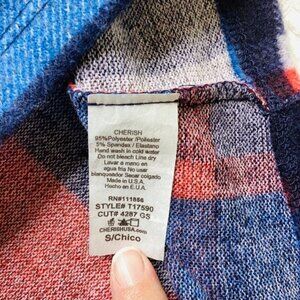 CHERISH
95%Polyester /Poliester
5% Spandex / Elastan
Hand wash in cold water
Do not bleach Line dry
Lavar a mano en
agua fria No usar
blanquedor Secar colgado
Made in U.S.A.
Hecho en E.U.A.
RN#111866
STYLE# T17590
CUT# 4287 GS
CHERISHUSA.com
S/Chico